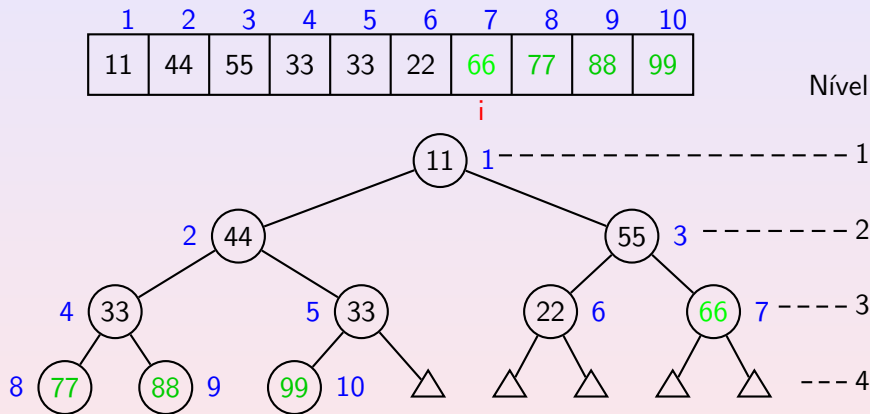 1 2 3 4 5 6 7 8 9 10
11 44 55 33 33 22 66 77 88 99
i
Nível
11 1 1
2 44 55 3 2
4 33 5 33 22 6 66 7 3
8 77 88 9 99 10 4